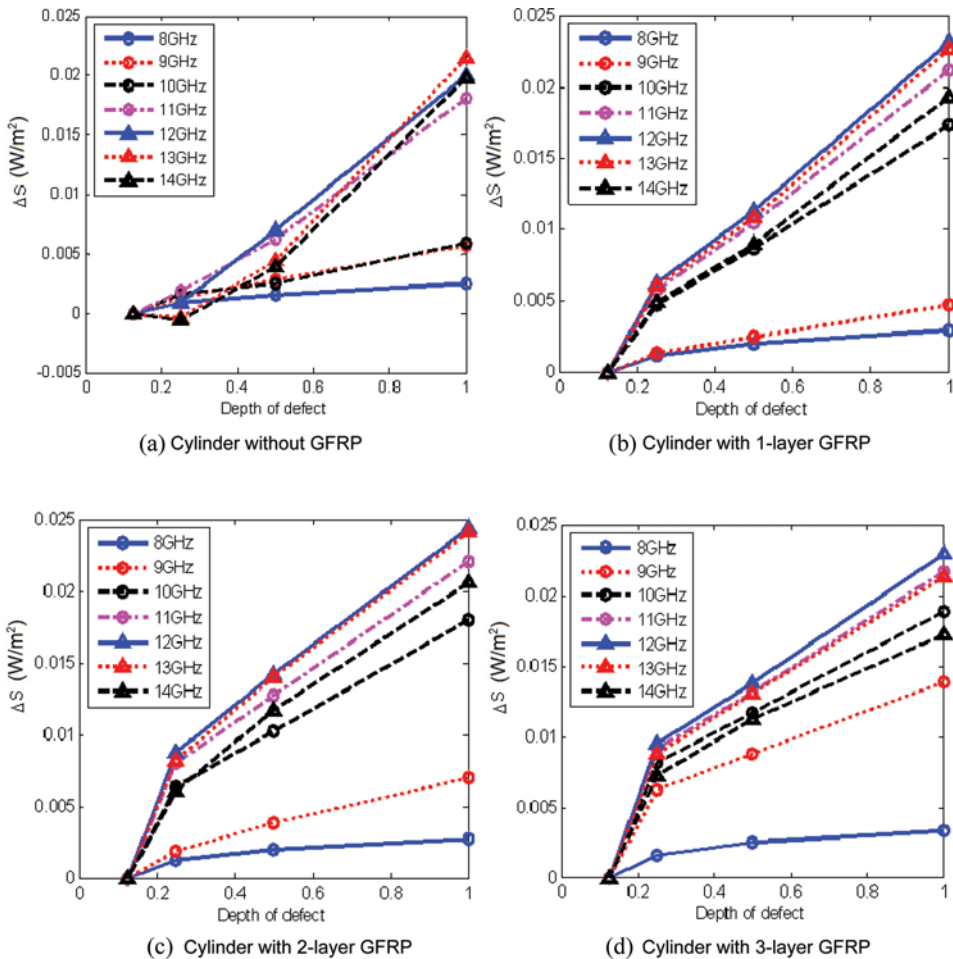 0.025
0.02
0.015
0.01
0.005
0
-0.005
ΔS (W/m²)
8GHz
9GHz
10GHz
11GHz
12GHz
13GHz
14GHz
0 0.2 0.4 0.6 0.8 1
Depth of defect
(a) Cylinder without GFRP
0.025
0.02
0.015
0.01
0.005
0
ΔS (W/m²)
8GHz
9GHz
10GHz
11GHz
12GHz
13GHz
14GHz
0 0.2 0.4 0.6 0.8 1
Depth of defect
(b) Cylinder with 1-layer GFRP
0.025
0.02
0.015
0.01
0.005
0
ΔS (W/m²)
8GHz
9GHz
10GHz
11GHz
12GHz
13GHz
14GHz
0 0.2 0.4 0.6 0.8 1
Depth of defect
(c) Cylinder with 2-layer GFRP
0.025
0.02
0.015
0.01
0.005
0
ΔS (W/m²)
8GHz
9GHz
10GHz
11GHz
12GHz
13GHz
14GHz
0 0.2 0.4 0.6 0.8 1
Depth of defect
(d) Cylinder with 3-layer GFRP